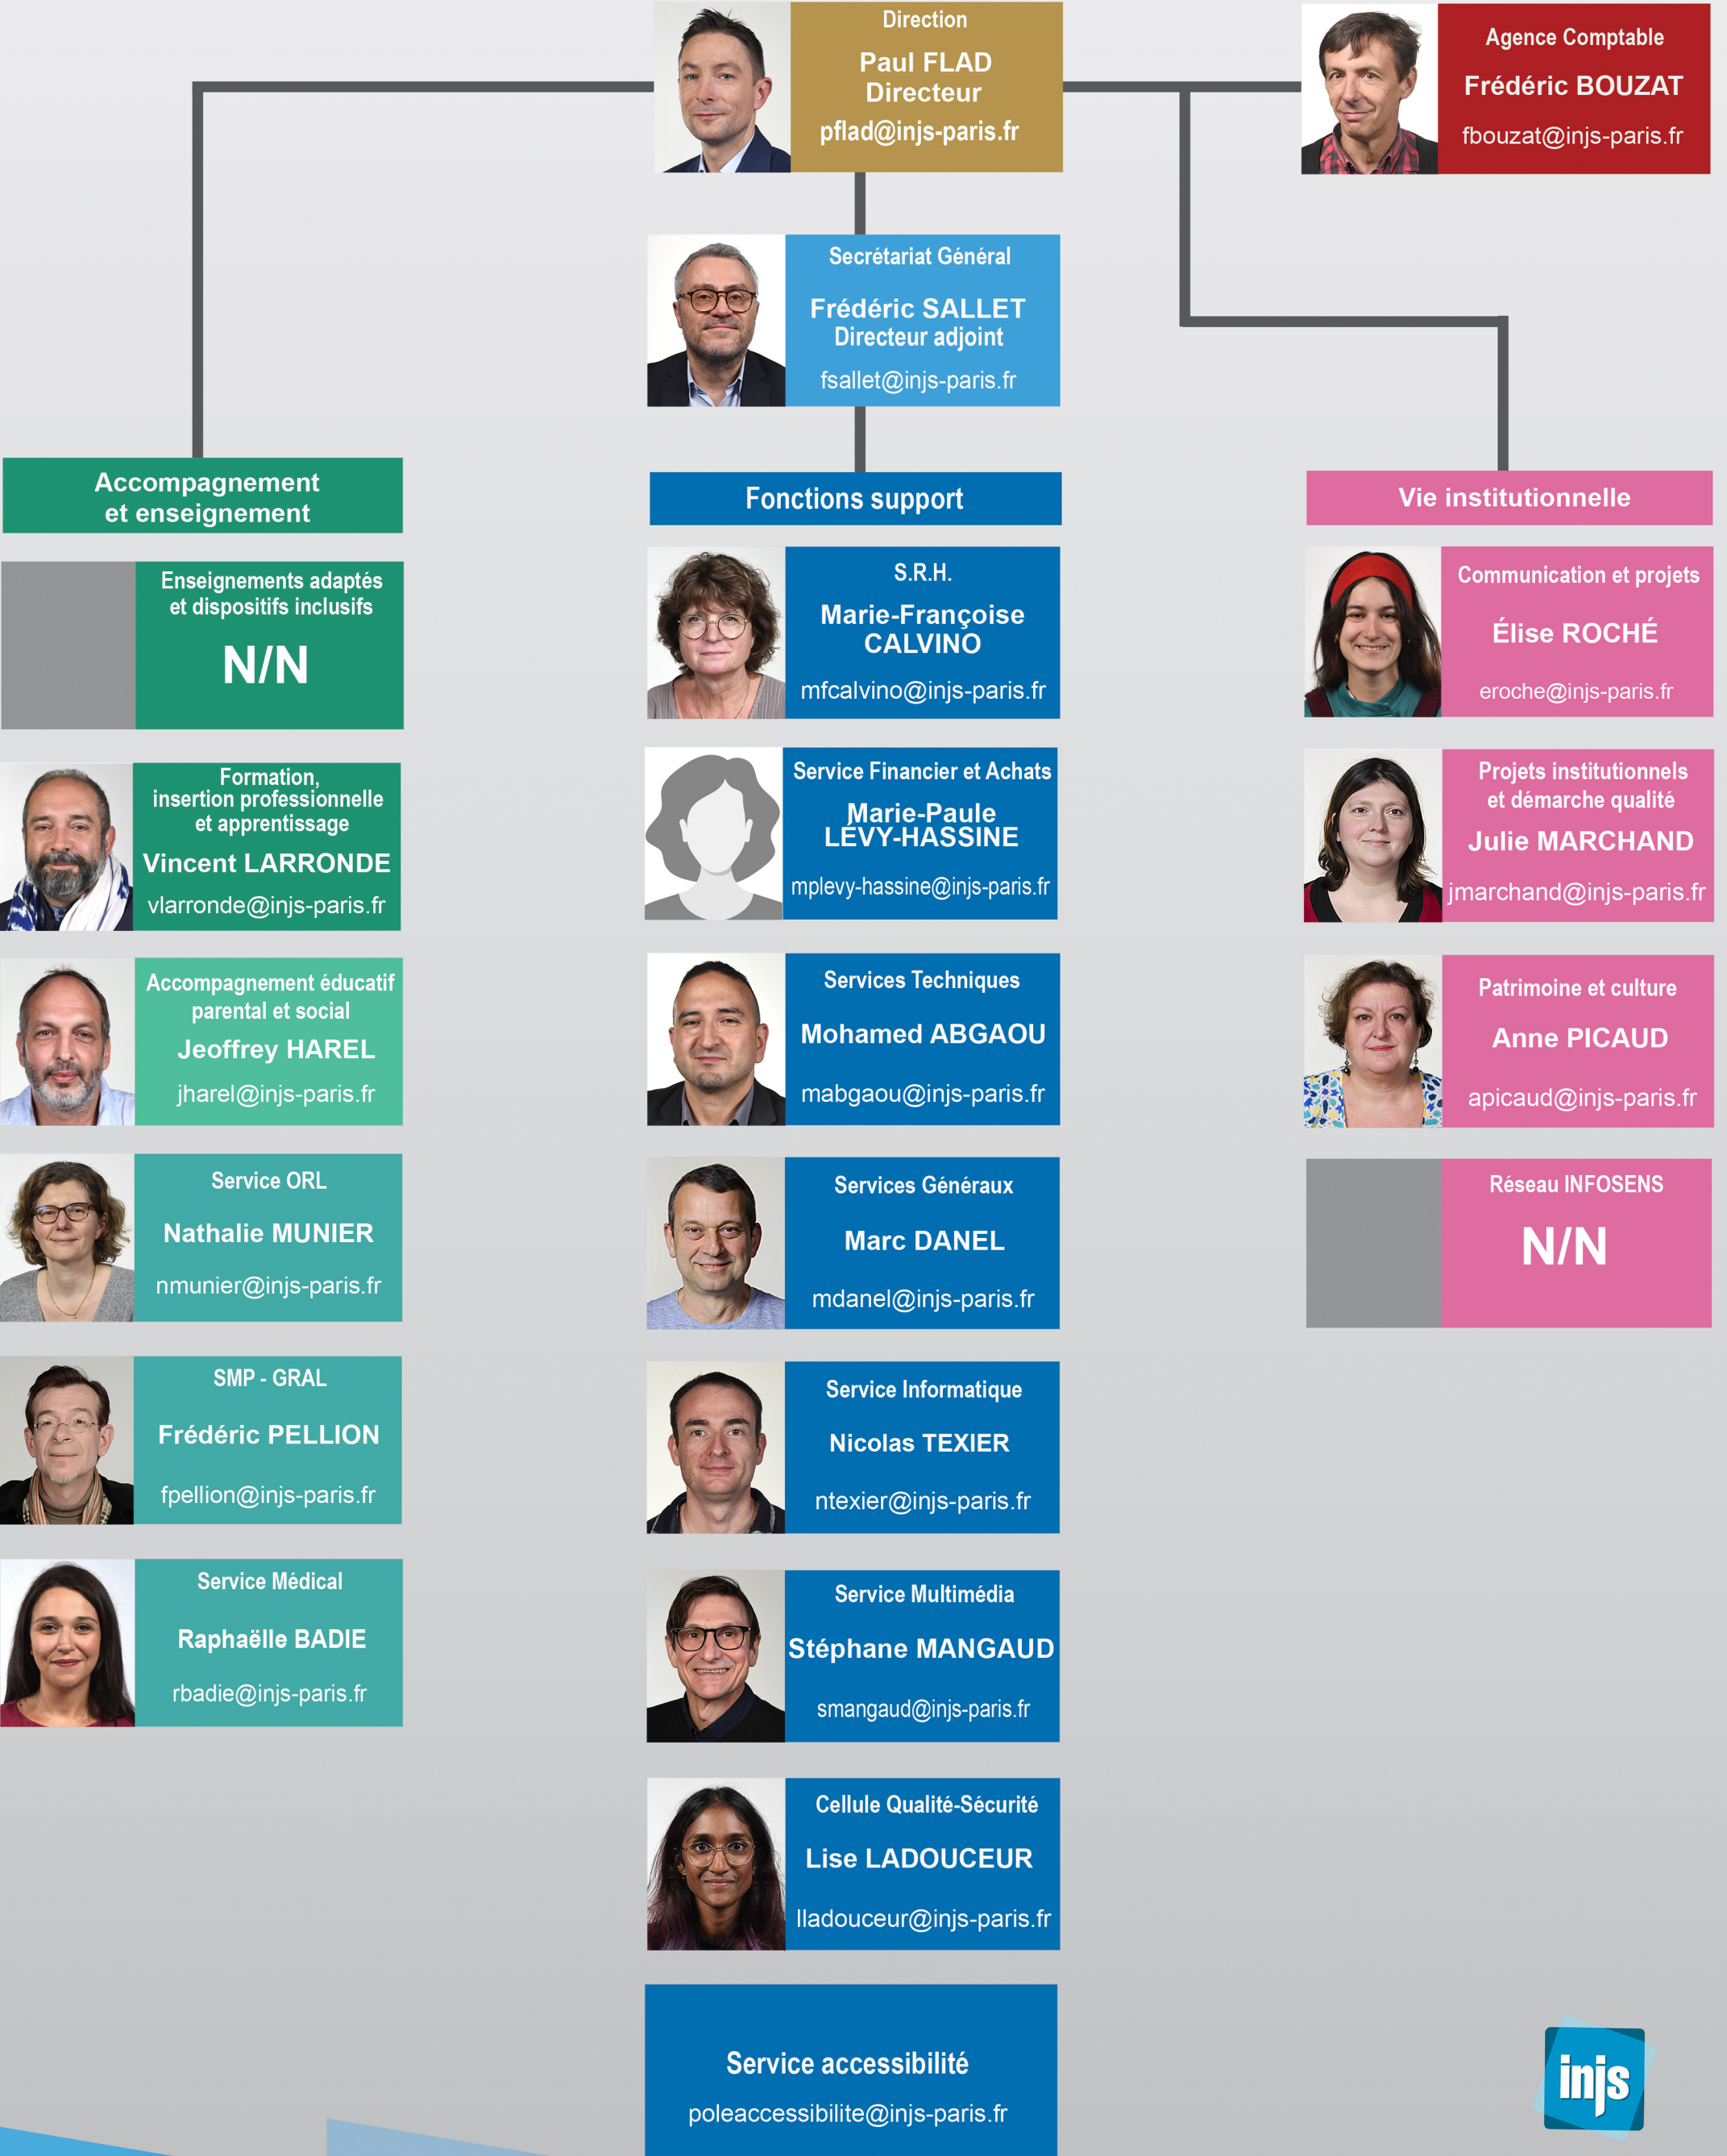 Direction
Paul FLAD
Directeur
pflad@injs-paris.fr
Agence Comptable
Frédéric BOUZAT
fbouzat@injs-paris.fr
Secrétariat Général
Frédéric SALLET
Directeur adjoint
fsallet@injs-paris.fr
Accompagnement
et enseignement
Enseignements adaptés
et dispositifs inclusifs
N/N
Formation,
insertion professionnelle
et apprentissage
Vincent LARRONDE
vlarronde@injs-paris.fr
Accompagnement éducatif
parental et social
Jeoffrey HAREL
jharel@injs-paris.fr
Service ORL
Nathalie MUNIER
nmunier@injs-paris.fr
SMP - GRAL
Frédéric PELLION
fpellion@injs-paris.fr
Service Médical
Raphaëlle BADIE
rbadie@injs-paris.fr
Fonctions support
S.R.H.
Marie-Françoise
CALVINO
mfcalvino@injs-paris.fr
Service Financier et Achats
Marie-Paule
LÉVY-HASSINE
mplevy-hassine@injs-paris.fr
Services Techniques
Mohamed ABGAOU
mabgaou@injs-paris.fr
Services Généraux
Marc DANEL
mdanel@injs-paris.fr
Service Informatique
Nicolas TEXIER
ntexier@injs-paris.fr
Service Multimédia
Stéphane MANGAUD
smangaud@injs-paris.fr
Cellule Qualité-Sécurité
Lise LADOUCEUR
lladouceur@injs-paris.fr
Service accessibilité
poleaccessibilite@injs-paris.fr
Vie institutionnelle
Communication et projets
Élise ROCHÉ
eroche@injs-paris.fr
Projets institutionnels
et démarche qualité
Julie MARCHAND
jmarchand@injs-paris.fr
Patrimoine et culture
Anne PICAUD
apicaud@injs-paris.fr
Réseau INFOSENS
N/N
injs